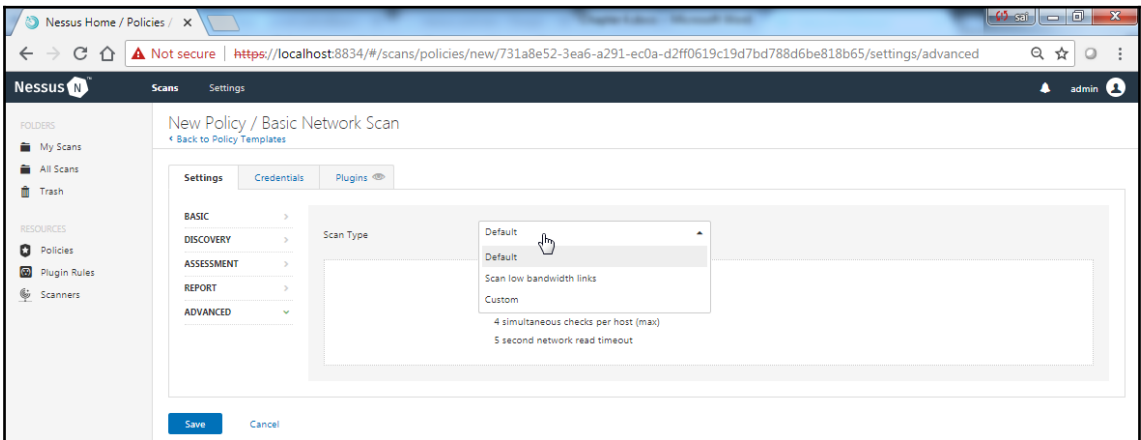 Nessus Home / Policies / X
sai
Not secure | https://localhost:8834/#/scans/policies/new/731a8e52-3ea6-a291-ec0a-d2ff0619c19d7bd788d6be818b65/settings/advanced
Nessus N
Scans Settings
admin
FOLDERS
My Scans
All Scans
Trash
RESOURCES
Policies
Plugin Rules
Scanners
New Policy / Basic Network Scan
Back to Policy Templates
Settings Credentials Plugins
BASIC
DISCOVERY
ASSESSMENT
REPORT
ADVANCED
Scan Type
Default
Default
Scan low bandwidth links
Custom
4 simultaneous checks per host (max)
5 second network read timeout
Save Cancel